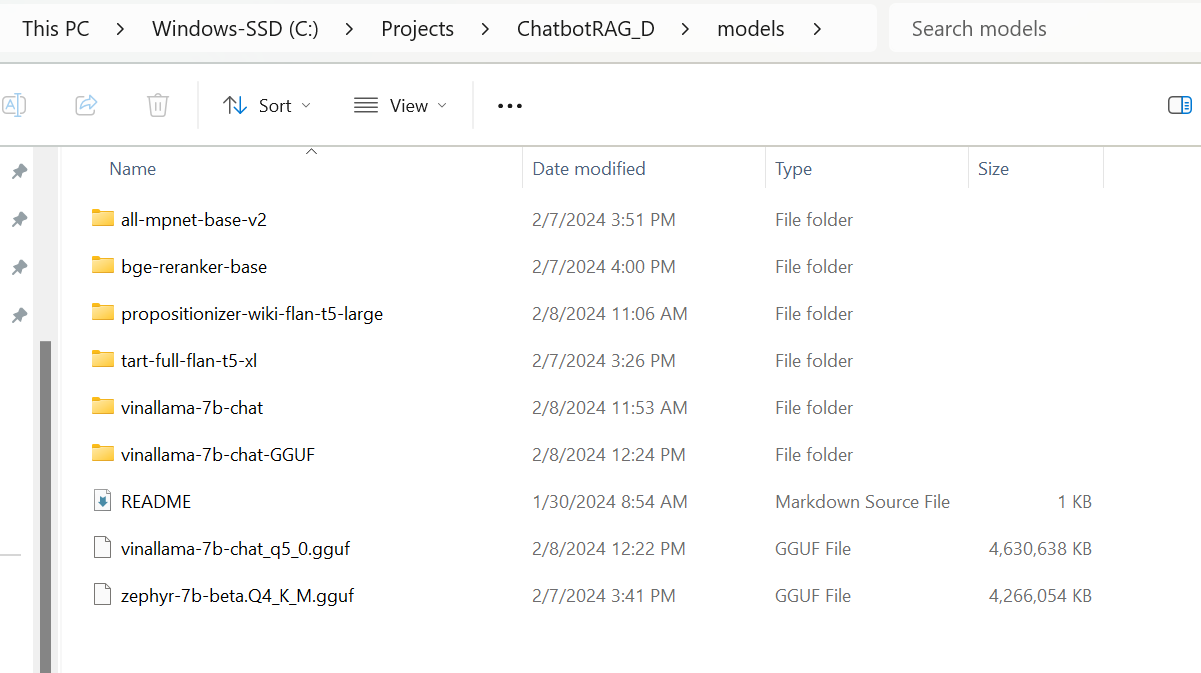 This PC > Windows-SSD (C:) > Projects > ChatbotRAG_D > models > Search models
A Sort View ...
Name Date modified Type Size
all-mpnet-base-v2 2/7/2024 3:51 PM File folder
bge-reranker-base 2/7/2024 4:00 PM File folder
propositionizer-wiki-flan-t5-large 2/8/2024 11:06 AM File folder
tart-full-flan-t5-xl 2/7/2024 3:26 PM File folder
vinallama-7b-chat 2/8/2024 11:53 AM File folder
vinallama-7b-chat-GGUF 2/8/2024 12:24 PM File folder
README 1/30/2024 8:54 AM Markdown Source File 1 KB
vinallama-7b-chat_q5_0.gguf 2/8/2024 12:22 PM GGUF File 4,630,638 KB
zephyr-7b-beta.Q4_K_M.gguf 2/7/2024 3:41 PM GGUF File 4,266,054 KB